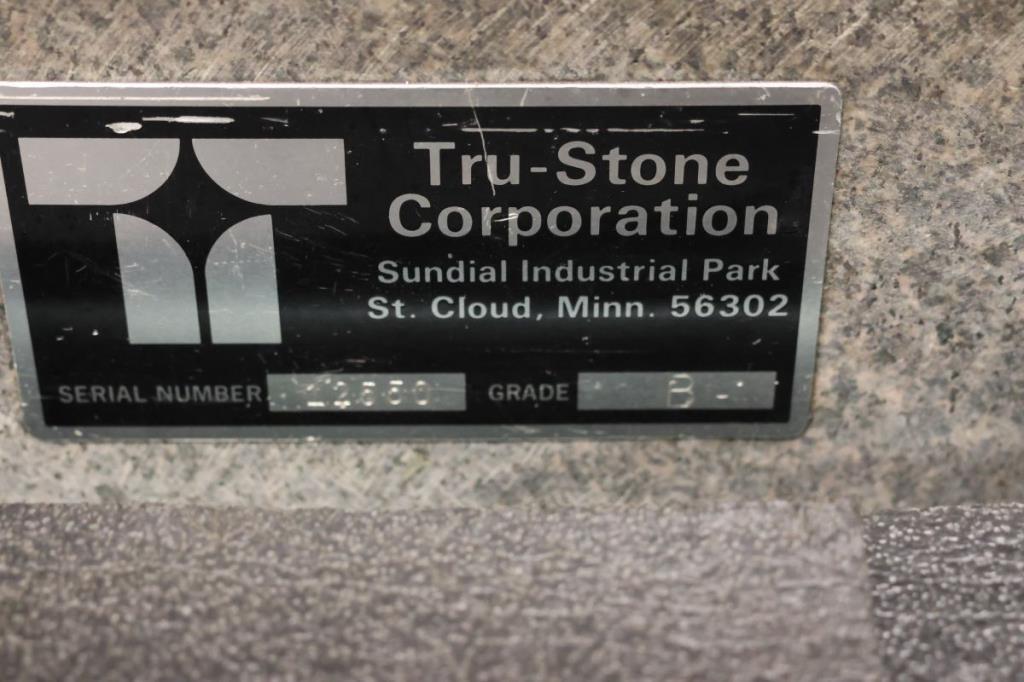 Tru-Stone
Corporation
Sundial Industrial Park
St. Cloud, Minn. 56302
SERIAL NUMBER
GRADE B